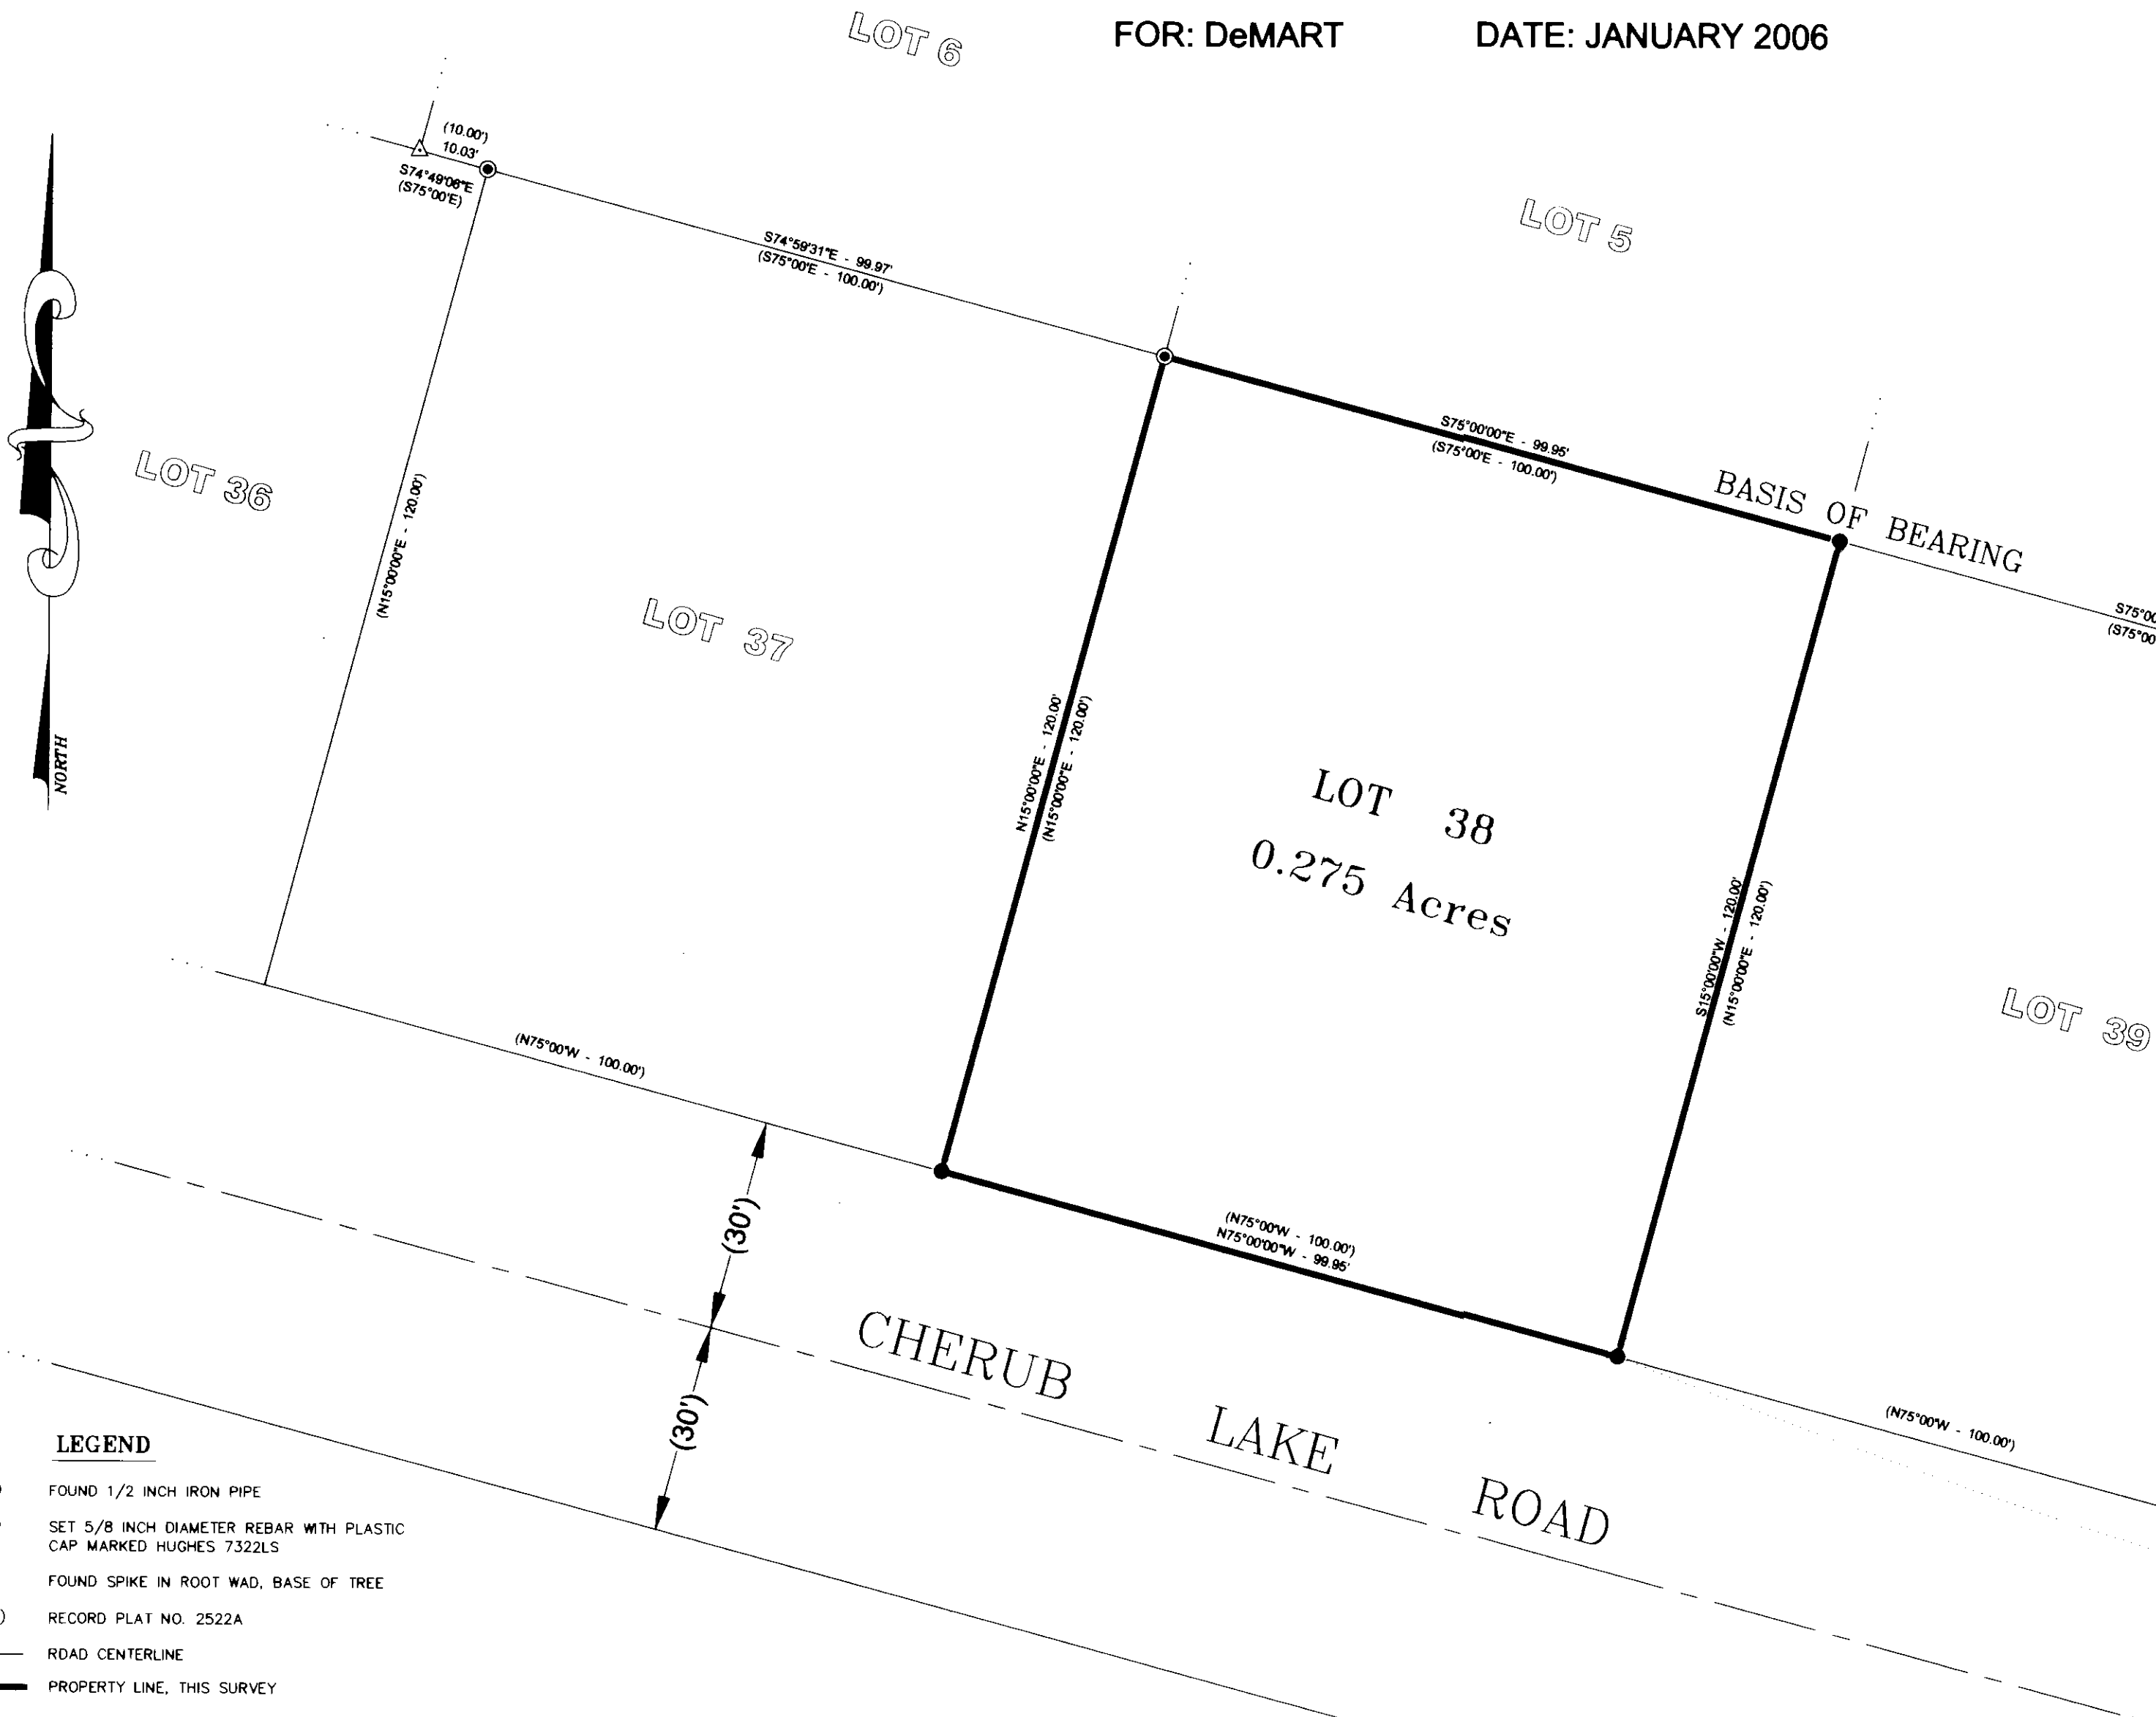 FOR: DeMART
DATE: JANUARY 2006
LOT 6
(10.00')
10.03'
S74°49'06"E
(S75°00'E)
LOT 5
S74°59'31"E - 99.97'
(S75°00'E - 100.00')
S75°00'00"E - 99.95'
(S75°00'E - 100.00')
BASIS OF BEARING
S75°00
(S75°00
LOT 36
(N15°00'00"E - 120.00')
LOT 37
NORTH
N15°00'00"E - 120.00'
(N15°00'00"E - 120.00')
LOT 38
0.275 Acres
S15°00'00"W - 120.00'
(N15°00'00"E - 120.00')
LOT 39
(N75°00'W - 100.00')
(30')
(N75°00'W - 100.00')
N75°00'00"W - 99.95'
CHERUB LAKE ROAD
(30')
(N75°00'W - 100.00')
LEGEND
FOUND 1/2 INCH IRON PIPE
SET 5/8 INCH DIAMETER REBAR WITH PLASTIC
CAP MARKED HUGHES 7322LS
FOUND SPIKE IN ROOT WAD, BASE OF TREE
) RECORD PLAT NO. 2522A
ROAD CENTERLINE
PROPERTY LINE, THIS SURVEY